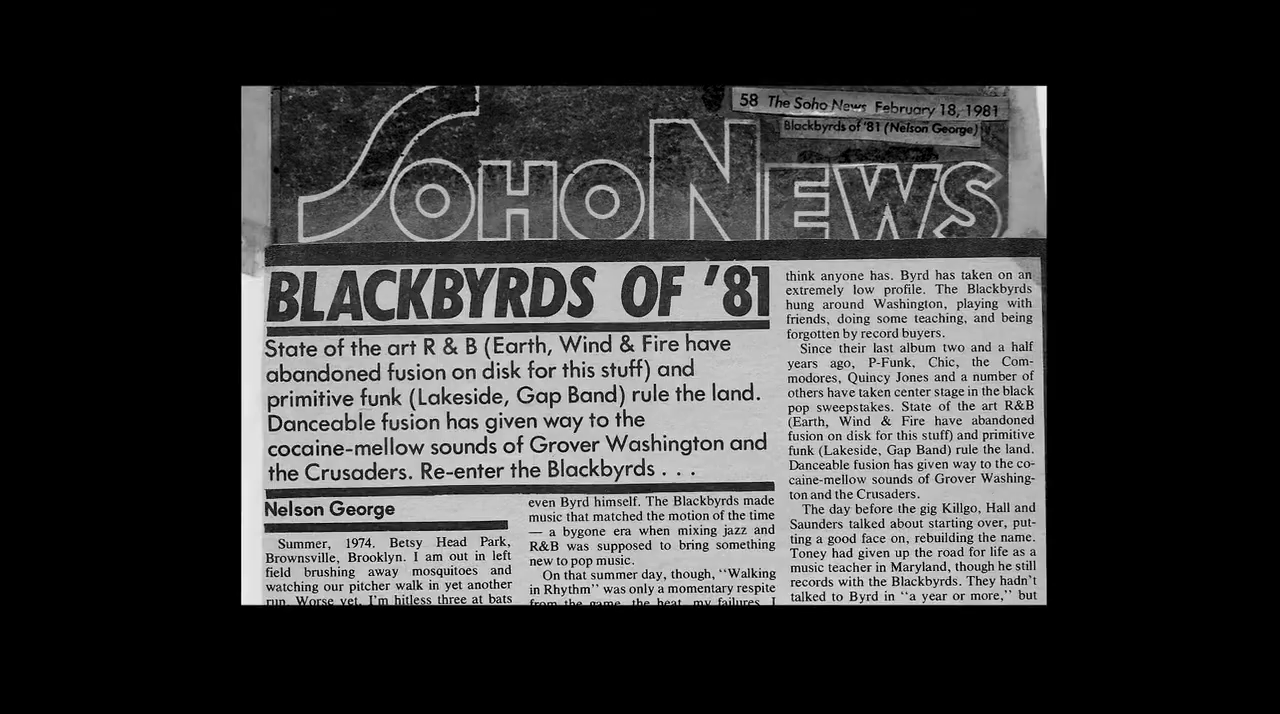 58 The Soho News February 18, 1981
Blackbyrds of '81 (Nelson George)
SOHO NEWS
BLACKBYRDS OF '81
State of the art R & B (Earth, Wind & Fire have
abandoned fusion on disk for this stuff) and
primitive funk (Lakeside, Gap Band) rule the land.
Danceable fusion has given way to the
cocaine-mellow sounds of Grover Washington and
the Crusaders. Re-enter the Blackbyrds . . .
Nelson George
Summer, 1974. Betsy Head Park,
Brownsville, Brooklyn. I am out in left
field brushing away mosquitoes and
watching our pitcher walk in yet another
run. Worse yet, I'm hitless three at bats
even Byrd himself. The Blackbyrds made
music that matched the motion of the time
— a bygone era when mixing jazz and
R&B was supposed to bring something
new to pop music.
On that summer day, though, "Walking
in Rhythm" was only a momentary respite
from the game, the heat, my failures. I
think anyone has. Byrd has taken on an
extremely low profile. The Blackbyrds
hung around Washington, playing with
friends, doing some teaching, and being
forgotten by record buyers.
Since their last album two and a half
years ago, P-Funk, Chic, the Com-
modores, Quincy Jones and a number of
others have taken center stage in the black
pop sweepstakes. State of the art R&B
(Earth, Wind & Fire have abandoned
fusion on disk for this stuff) and primitive
funk (Lakeside, Gap Band) rule the land.
Danceable fusion has given way to the co-
caine-mellow sounds of Grover Washing-
ton and the Crusaders.
The day before the gig Killgo, Hall and
Saunders talked about starting over, put-
ting a good face on, rebuilding the name.
Toney had given up the road for life as a
music teacher in Maryland, though he still
records with the Blackbyrds. They hadn't
talked to Byrd in "a year or more," but